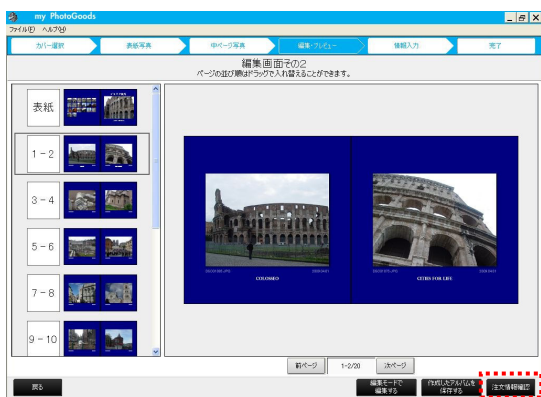 my PhotoGoods
ファイル(F) ヘルプ(H)
カバー選択 表紙写真 中ページ写真 編集・プレビュー 情報入力 完了
編集画面その2
ページの並び順はドラッグで入れ替えることができます。
表紙
1-2
3-4
5-6
7-8
9-10
COLOSSEO
CITIES FOR LIFE
前ページ 1-2/20 次ページ
戻る
編集モードで
編集する
作成したアルバムを
保存する
注文情報確認